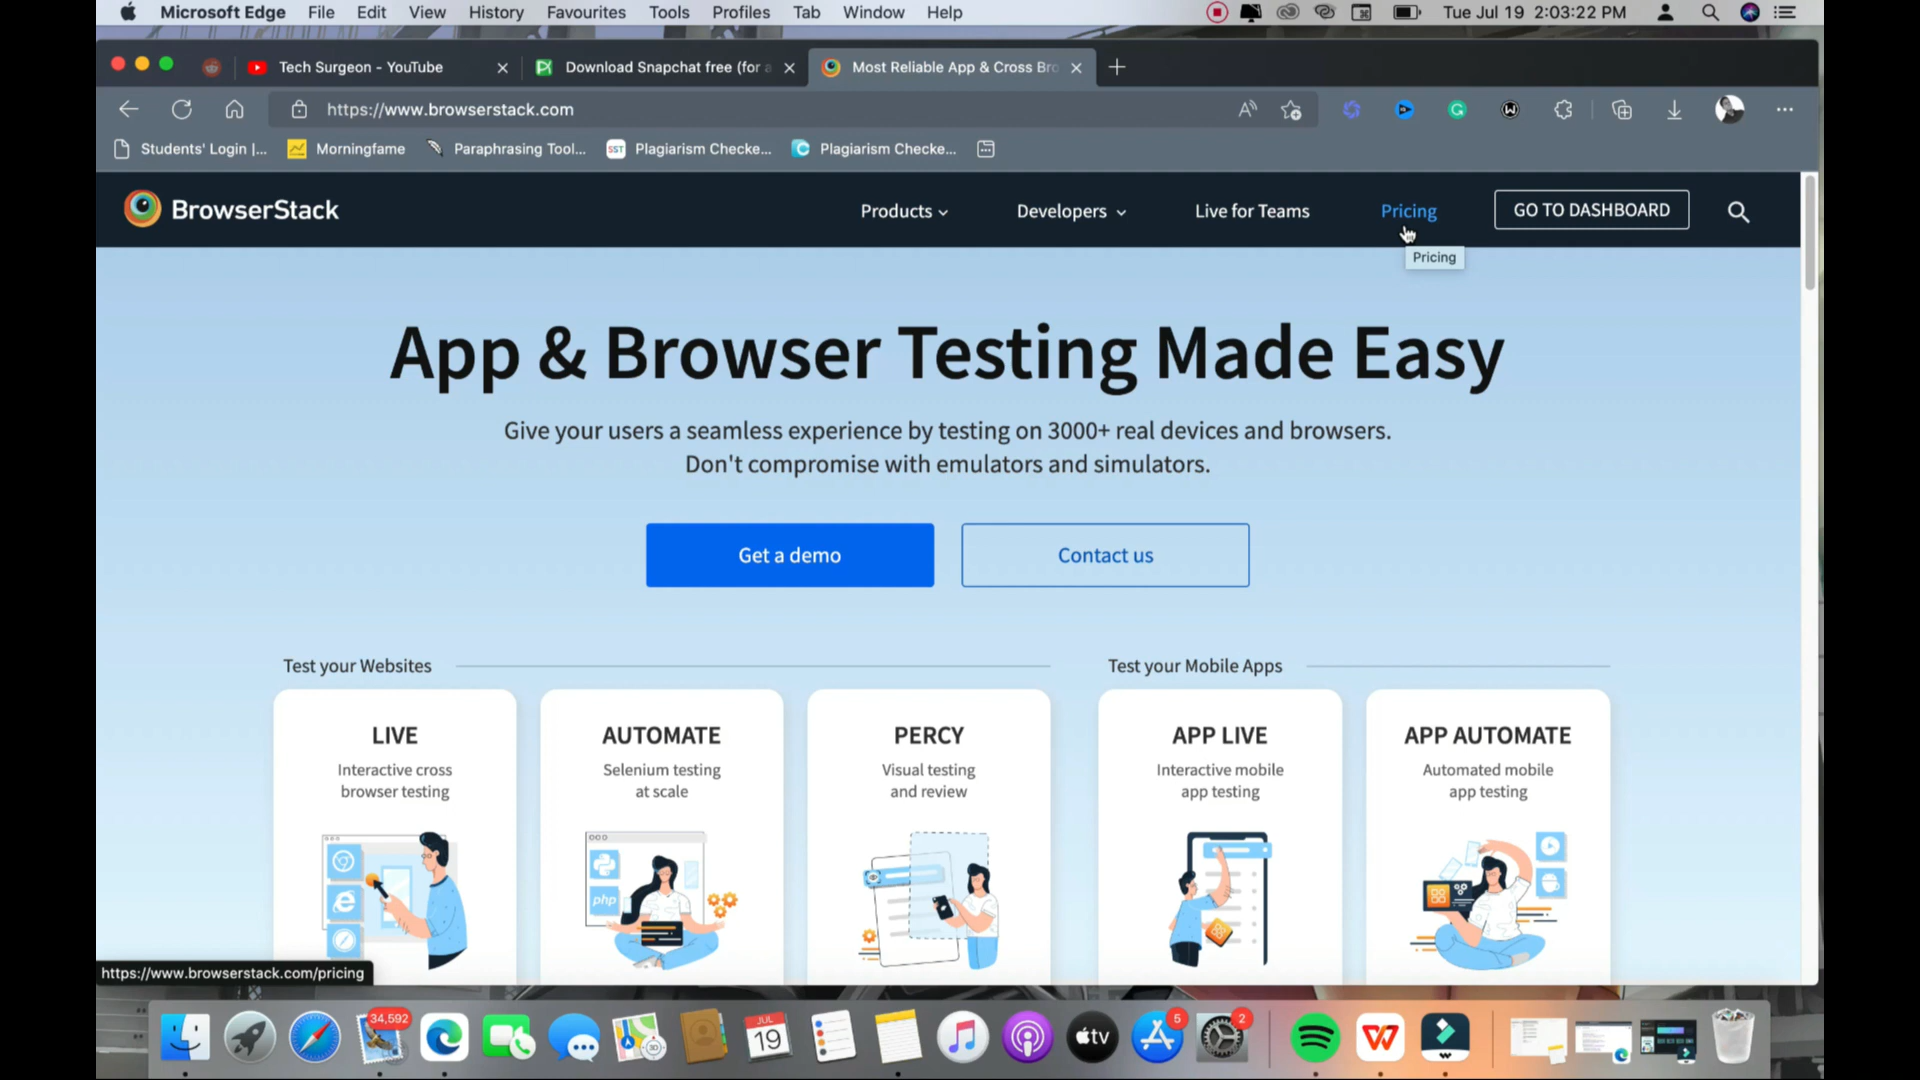 Microsoft Edge File Edit View History Favourites Tools Profiles Tab Window Help Tue Jul 19 2:03:22 PM
Tech Surgeon - YouTube Download Snapchat free (for a Most Reliable App & Cross Bro
https://www.browserstack.com
Students' Login |... Morningfame Paraphrasing Tool... SST Plagiarism Checke... Plagiarism Checke...
BrowserStack Products Developers Live for Teams Pricing GO TO DASHBOARD
Pricing
App & Browser Testing Made Easy
Give your users a seamless experience by testing on 3000+ real devices and browsers.
Don't compromise with emulators and simulators.
Get a demo Contact us
Test your Websites Test your Mobile Apps
LIVE AUTOMATE PERCY APP LIVE APP AUTOMATE
Interactive cross Selenium testing Visual testing Interactive mobile Automated mobile
browser testing at scale and review app testing app testing
php
https://www.browserstack.com/pricing
34,592 JUL 5 2
19 tv